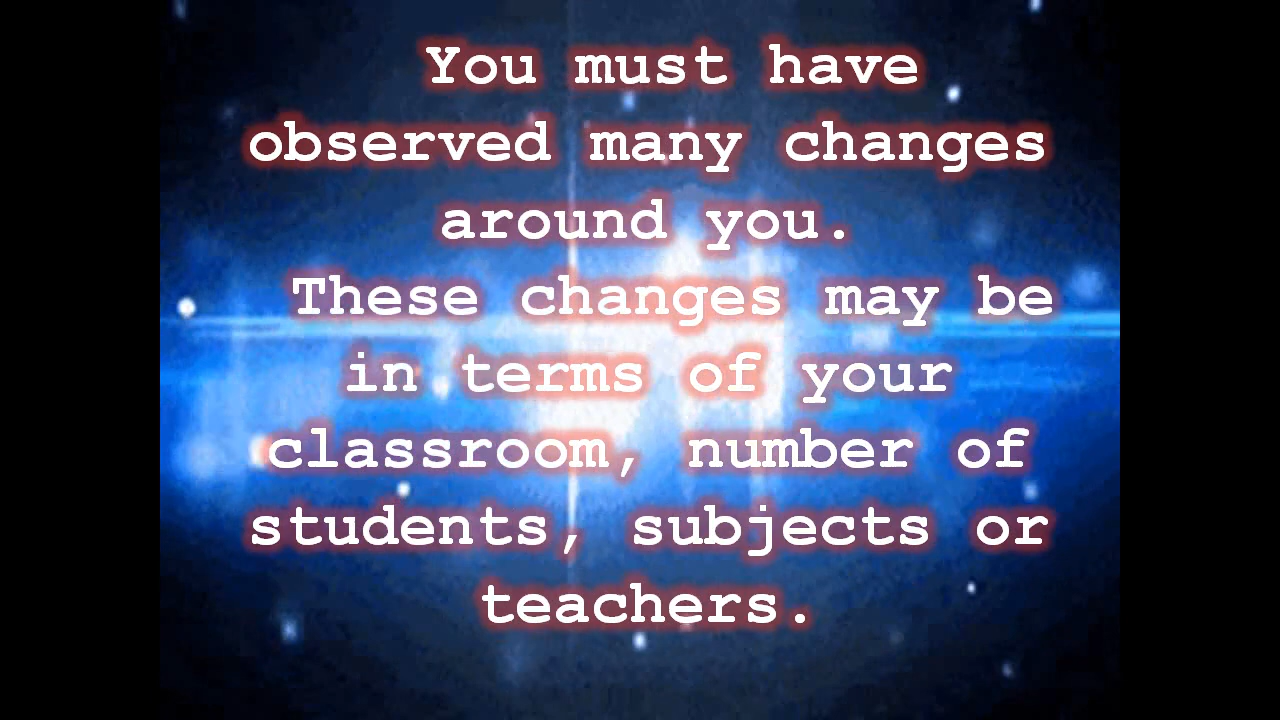 You must have
observed many changes
around you.
These changes may be
in terms of your
classroom, number of
students, subjects or
teachers.